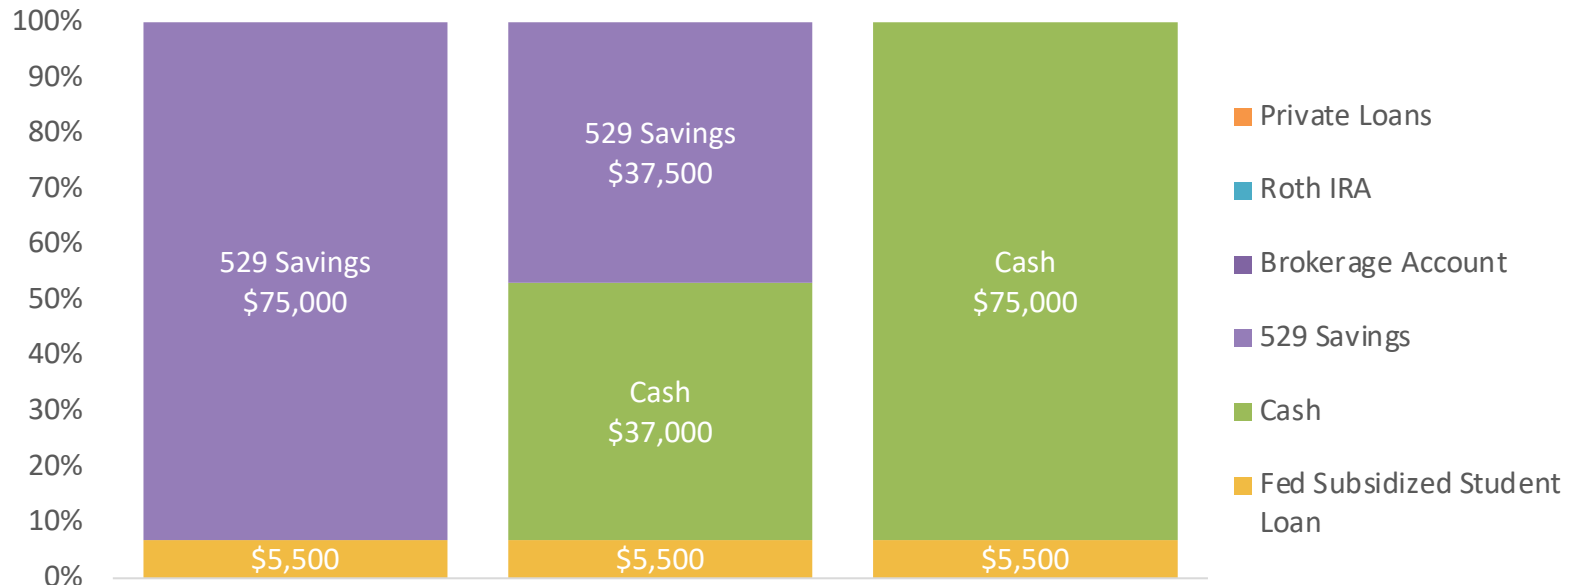 100%
90%
80%
70%
60%
50%
40%
30%
20%
10%
0%
529 Savings
$75,000
$5,500
529 Savings
$37,500
Cash
$37,000
$5,500
Cash
$75,000
$5,500
Private Loans
Roth IRA
Brokerage Account
529 Savings
Cash
Fed Subsidized Student
Loan